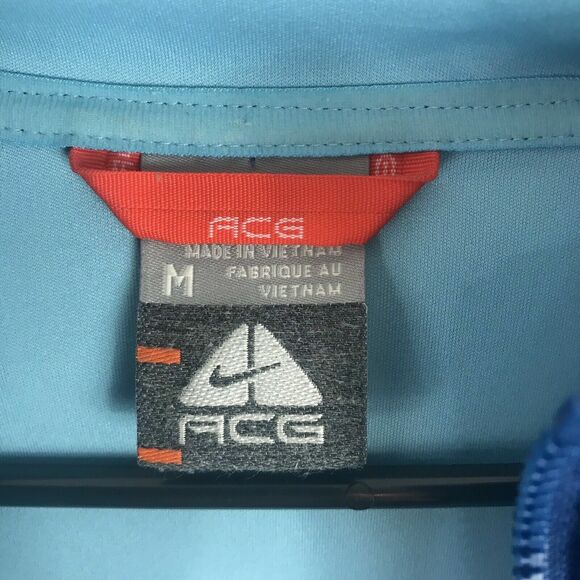 ACG
MADE IN VIETNAM
M
FABRIQUE AU
VIETNAM
ACG